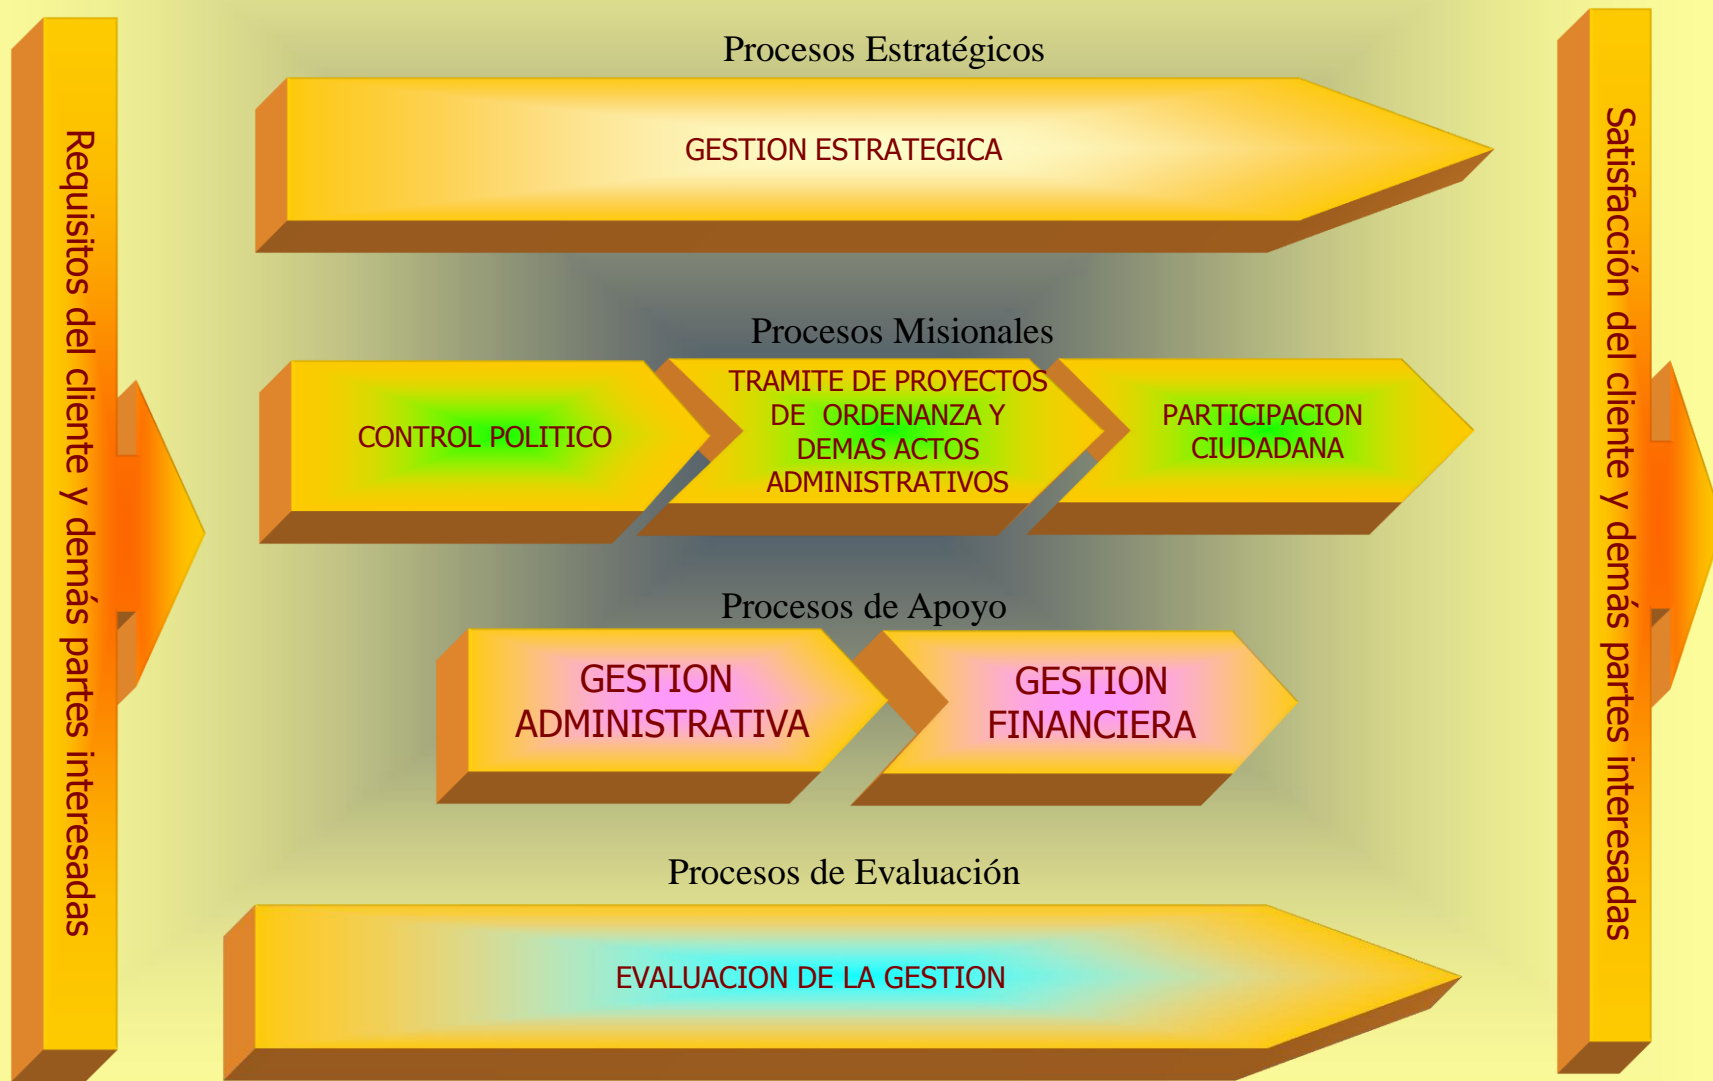 Requisitos del cliente y demás partes interesadas
Procesos Estratégicos
GESTION ESTRATEGICA
Procesos Misionales
CONTROL POLITICO
TRAMITE DE PROYECTOS
DE ORDENANZA Y
DEMAS ACTOS
ADMINISTRATIVOS
PARTICIPACION
CIUDADANA
Procesos de Apoyo
GESTION
ADMINISTRATIVA
GESTION
FINANCIERA
Procesos de Evaluación
EVALUACION DE LA GESTION
Satisfacción del cliente y demás partes interesadas